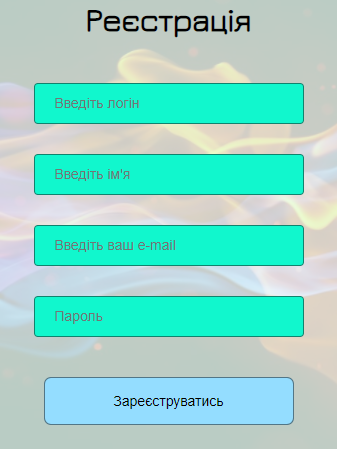 Реєстрація
Введіть логін
Введіть ім'я
Введіть ваш e-mail
Пароль
Зареєструватись